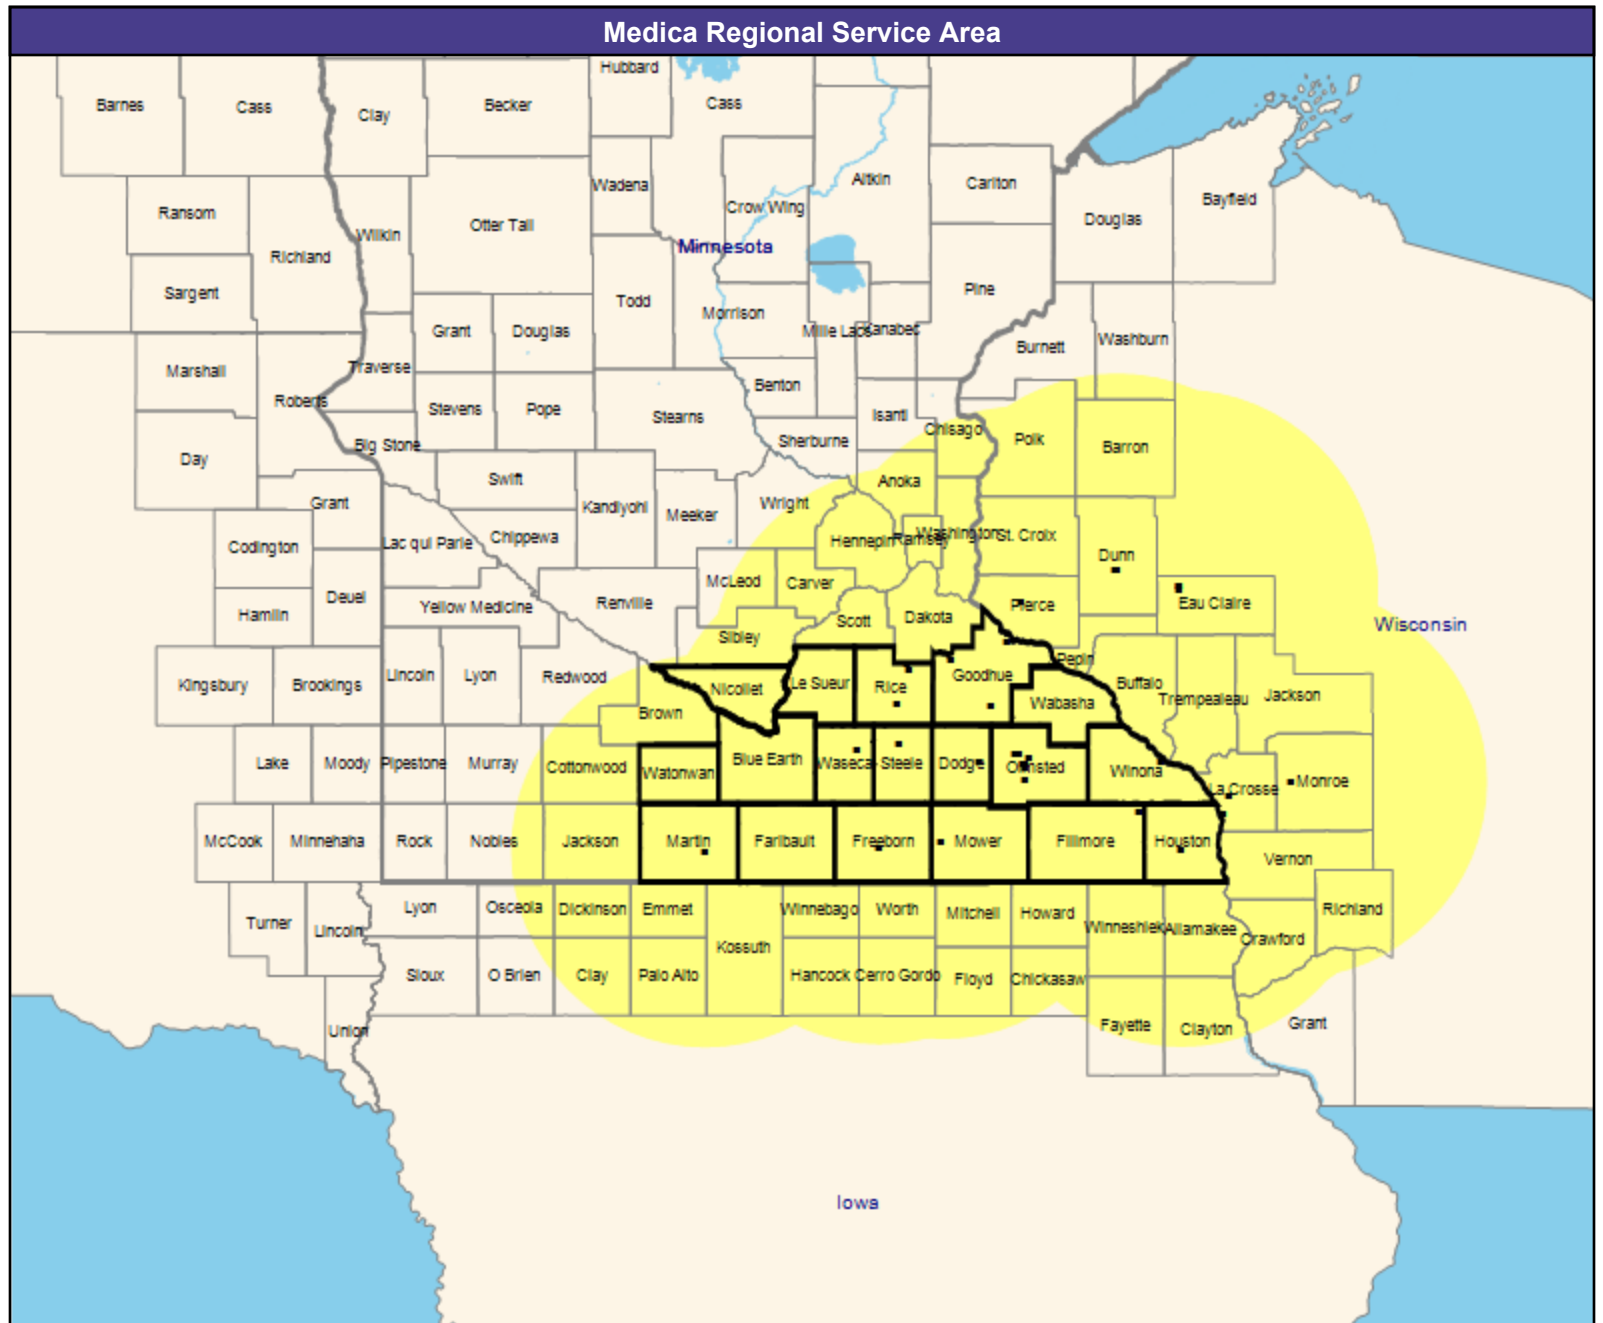 Medica Regional Service Area
Hubbard
Barnes
Cass
Clay
Becker
Cass
Wadena
Aitkin
Carlton
Crow Wing
Bayfield
Ransom
Douglas
Otter Tail
Wilkin
Minnesota
Richland
Sargent
Pine
Todd
Morrison
Grant
Douglas
Mille Lacs
Kanabec
Burnett
Washburn
Marshall
Traverse
Roberts
Benton
Stevens
Pope
Stearns
Isanti
Chisago
Polk
Barron
Big Stone
Sherburne
Day
Swift
Anoka
Grant
Kandiyohi
Meeker
Wright
Codington
Lac qui Parle
Chippewa
Hennepin
Ramsey
Washington
St. Croix
Dunn
McLeod
Carver
Deuel
Yellow Medicine
Renville
Pierce
Eau Claire
Hamlin
Scott
Dakota
Sibley
Wisconsin
Pepin
Kingsbury
Brookings
Lincoln
Lyon
Redwood
Nicollet
Le Sueur
Rice
Goodhue
Buffalo
Trempealeau
Jackson
Wabasha
Brown
Lake
Moody
Pipestone
Murray
Cottonwood
Watonwan
Blue Earth
Waseca
Steele
Dodge
Olmsted
Winona
La Crosse
Monroe
McCook
Minnehaha
Rock
Nobles
Jackson
Martin
Faribault
Freeborn
Mower
Fillmore
Houston
Vernon
Turner
Lincoln
Lyon
Osceola
Dickinson
Emmet
Winnebago
Worth
Mitchell
Howard
Winneshiek
Allamakee
Crawford
Richland
Kossuth
Sioux
O Brien
Clay
Palo Alto
Hancock
Cerro Gordo
Floyd
Chickasaw
Union
Fayette
Clayton
Grant
Iowa